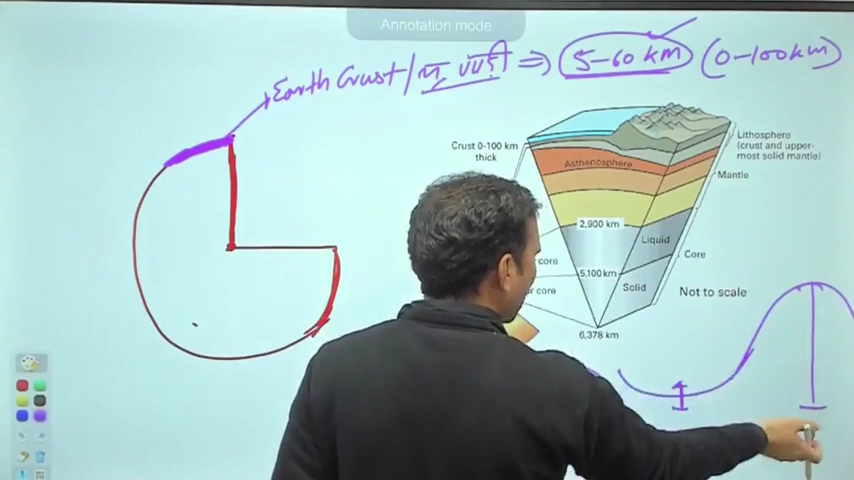 Annotation mode
Earth Crust / भू पर्पटी ⇒ 5-60 km (0-100km)
Crust 0-100 km
thick
Asthenosphere
Lithosphere
(crust and upper-
most solid mantle)
Mantle
2,900 km
Liquid
Core
core
5,100 km
Solid
r core
Not to scale
6,378 km